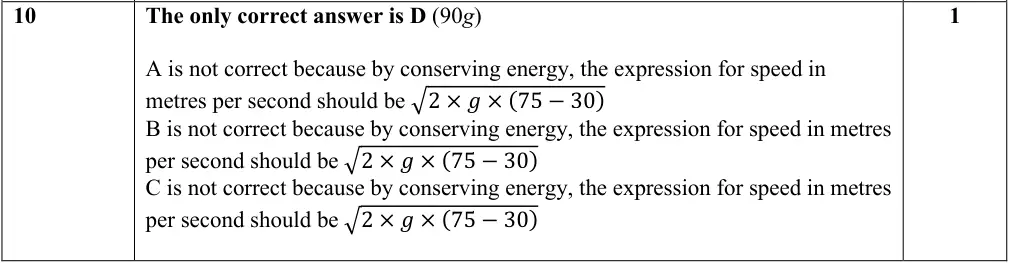 10 The only correct answer is D (90g) 1
A is not correct because by conserving energy, the expression for speed in
metres per second should be √2 × g × (75 − 30)
B is not correct because by conserving energy, the expression for speed in metres
per second should be √2 × g × (75 − 30)
C is not correct because by conserving energy, the expression for speed in metres
per second should be √2 × g × (75 − 30)